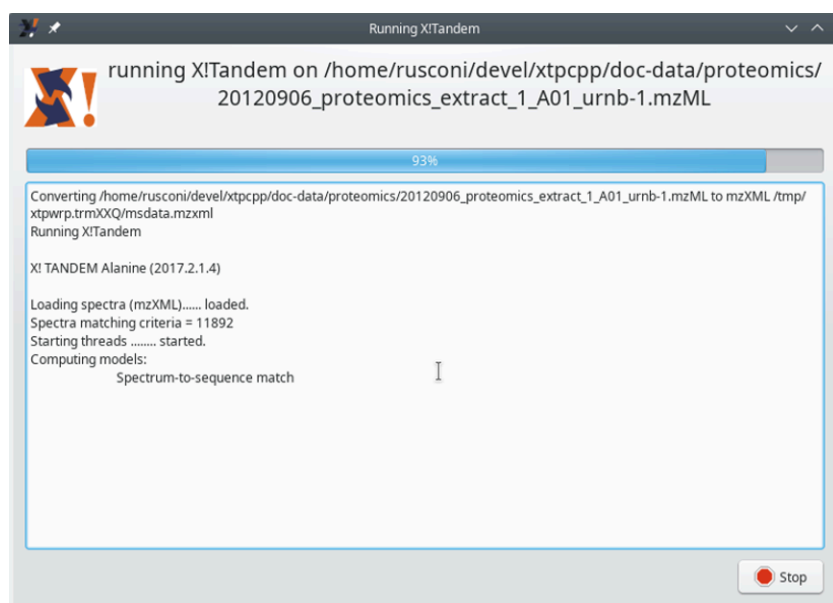 Running X!Tandem
running X!Tandem on /home/rusconi/devel/xtpcpp/doc-data/proteomics/
20120906_proteomics_extract_1_A01_urnb-1.mzML
93%
Converting /home/rusconi/devel/xtpcpp/doc-data/proteomics/20120906_proteomics_extract_1_A01_urnb-1.mzML to mzXML /tmp/
xtpwrp.trmXXQ/msdata.mzxml
Running X!Tandem
X! TANDEM Alanine (2017.2.1.4)
Loading spectra (mzXML)...... loaded.
Spectra matching criteria = 11892
Starting threads ........ started.
Computing models:
Spectrum-to-sequence match
Stop